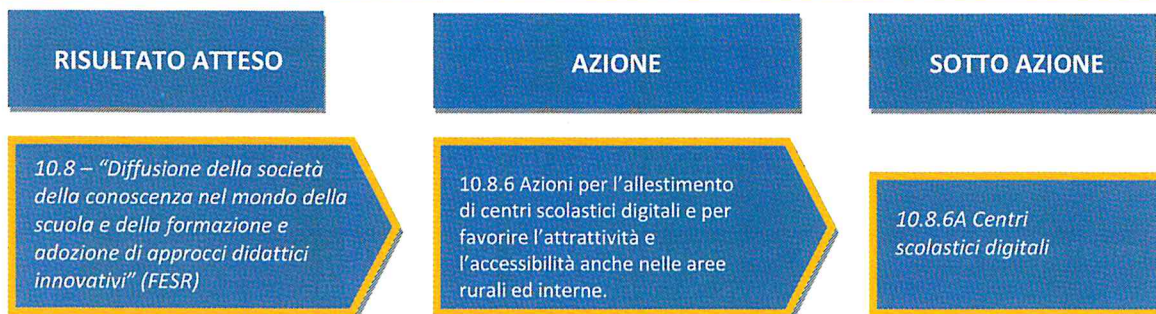 RISULTATO ATTESO
AZIONE
SOTTO AZIONE
10.8 – “Diffusione della società
della conoscenza nel mondo della
scuola e della formazione e
adozione di approcci didattici
innovativi” (FESR)
10.8.6 Azioni per l’allestimento
di centri scolastici digitali e per
favorire l’attrattività e
l’accessibilità anche nelle aree
rurali ed interne.
10.8.6A Centri
scolastici digitali